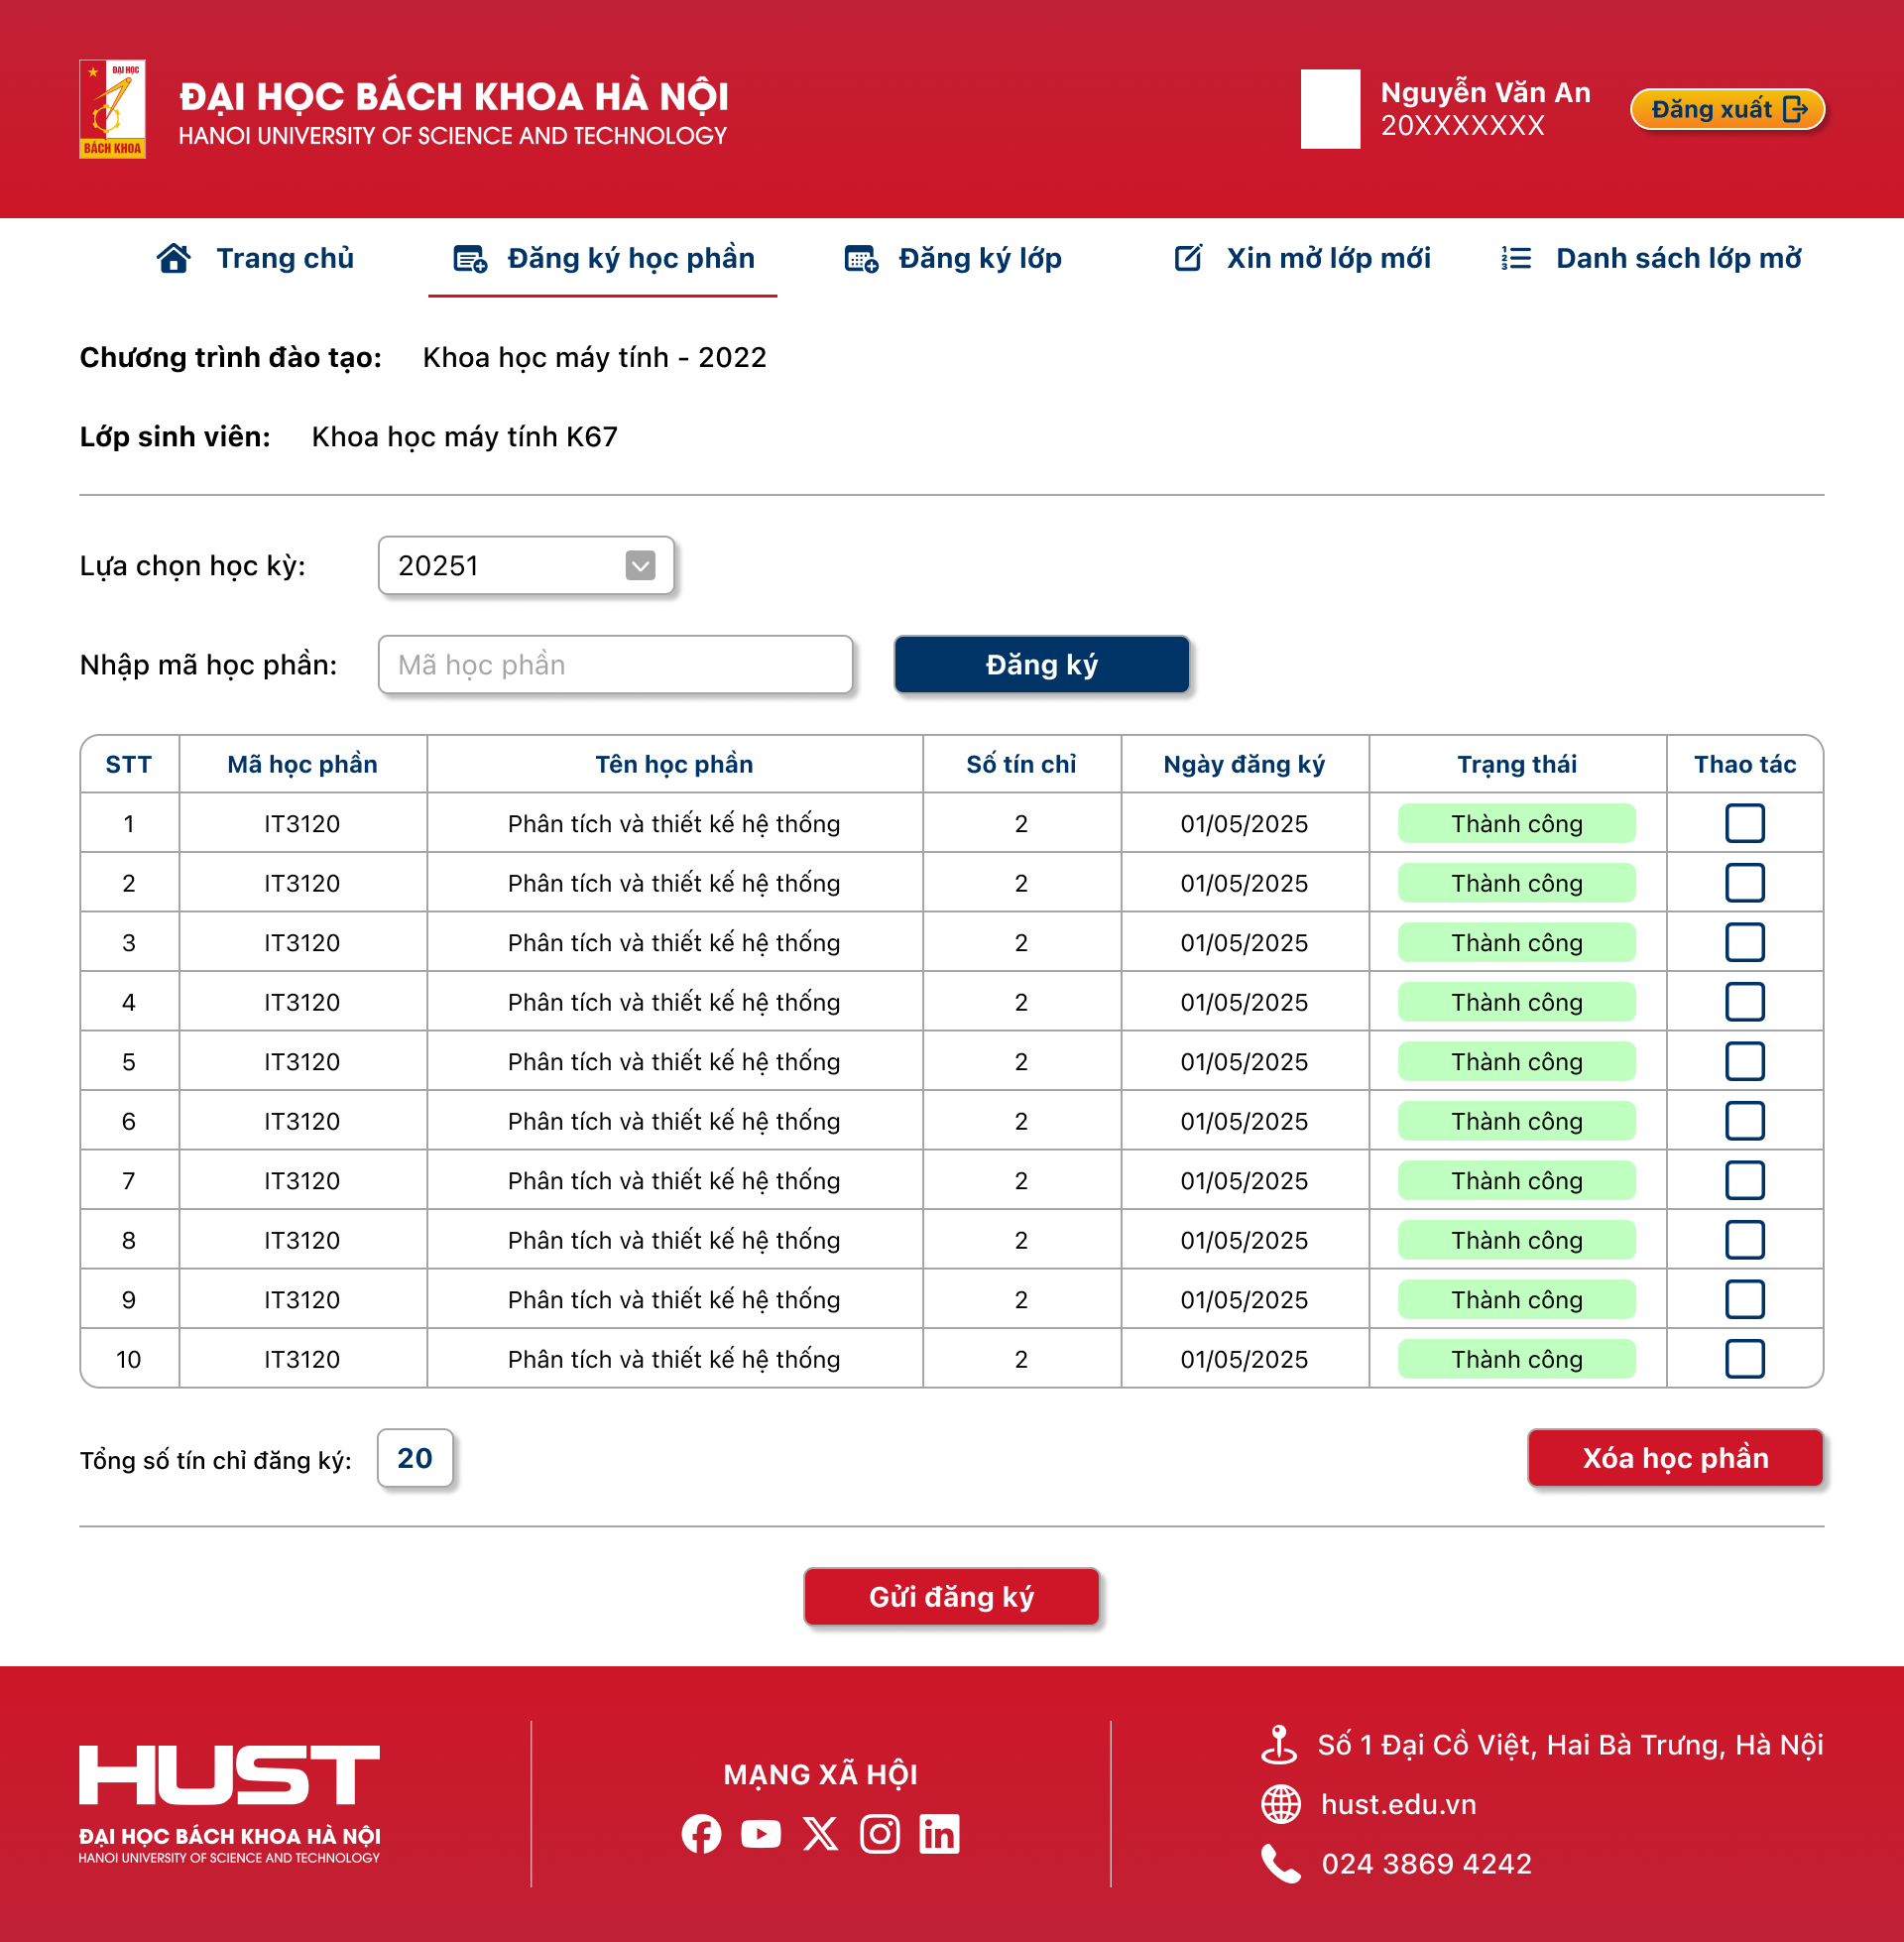 ĐẠI HỌC
BÁCH KHOA
ĐẠI HỌC BÁCH KHOA HÀ NỘI
HANOI UNIVERSITY OF SCIENCE AND TECHNOLOGY
Nguyễn Văn An
20XXXXXXX
Đăng xuất
Trang chủ
Đăng ký học phần
Đăng ký lớp
Xin mở lớp mới
Danh sách lớp mở
Chương trình đào tạo: Khoa học máy tính - 2022
Lớp sinh viên: Khoa học máy tính K67
Lựa chọn học kỳ: 20251
Nhập mã học phần: Mã học phần Đăng ký
STT Mã học phần Tên học phần Số tín chỉ Ngày đăng ký Trạng thái Thao tác
1 IT3120 Phân tích và thiết kế hệ thống 2 01/05/2025 Thành công
2 IT3120 Phân tích và thiết kế hệ thống 2 01/05/2025 Thành công
3 IT3120 Phân tích và thiết kế hệ thống 2 01/05/2025 Thành công
4 IT3120 Phân tích và thiết kế hệ thống 2 01/05/2025 Thành công
5 IT3120 Phân tích và thiết kế hệ thống 2 01/05/2025 Thành công
6 IT3120 Phân tích và thiết kế hệ thống 2 01/05/2025 Thành công
7 IT3120 Phân tích và thiết kế hệ thống 2 01/05/2025 Thành công
8 IT3120 Phân tích và thiết kế hệ thống 2 01/05/2025 Thành công
9 IT3120 Phân tích và thiết kế hệ thống 2 01/05/2025 Thành công
10 IT3120 Phân tích và thiết kế hệ thống 2 01/05/2025 Thành công
Tổng số tín chỉ đăng ký: 20 Xóa học phần
Gửi đăng ký
HUST
ĐẠI HỌC BÁCH KHOA HÀ NỘI
HANOI UNIVERSITY OF SCIENCE AND TECHNOLOGY
MẠNG XÃ HỘI
Số 1 Đại Cồ Việt, Hai Bà Trưng, Hà Nội
hust.edu.vn
024 3869 4242